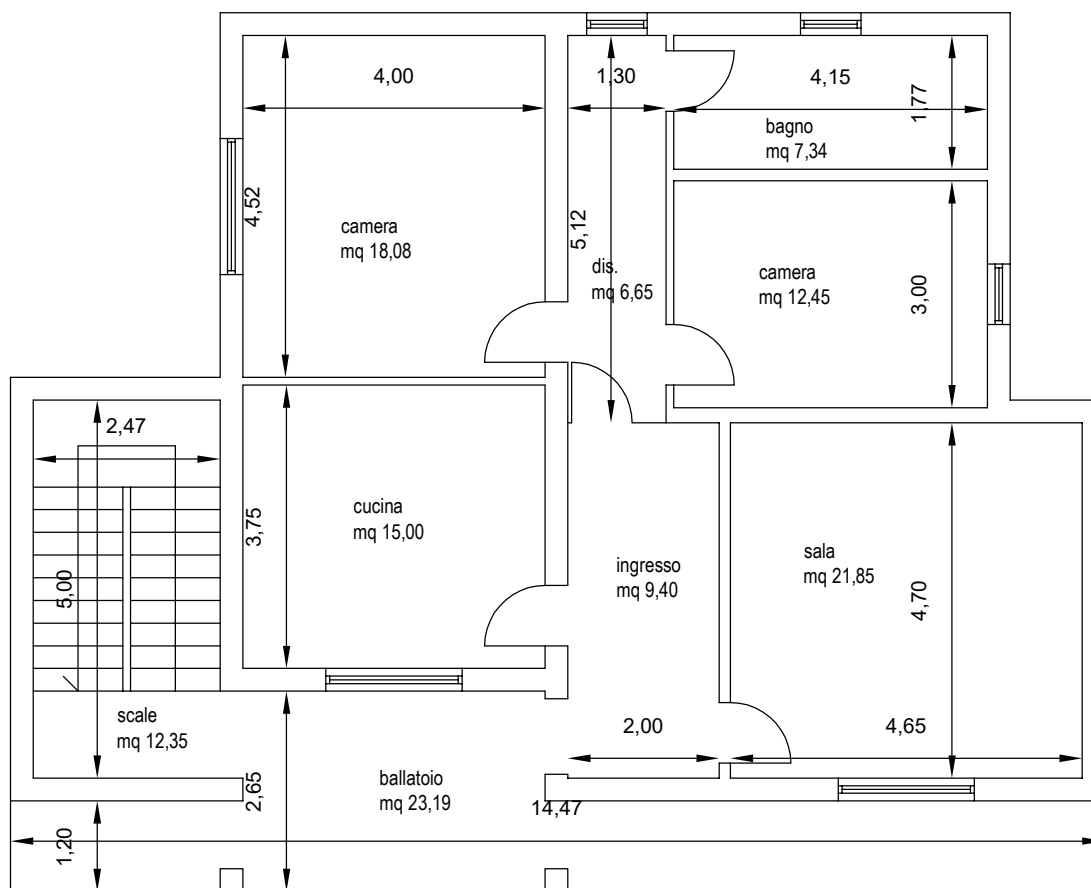 4,00
1,30
4,15
1,77
bagno
mq 7,34
4,52
camera
mq 18,08
5,12
dis.
mq 6,65
camera
mq 12,45
3,00
2,47
3,75
cucina
mq 15,00
5,00
ingresso
mq 9,40
sala
mq 21,85
4,70
scale
mq 12,35
2,00
4,65
2,65
ballatoio
mq 23,19
14,47
1,20